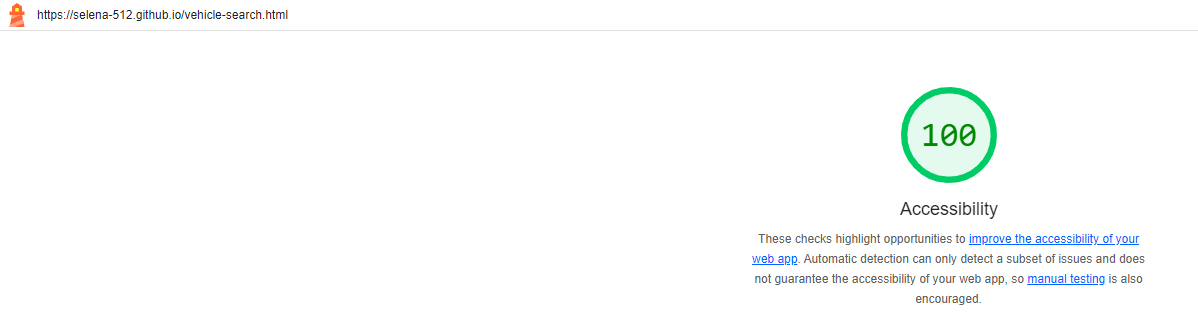 https://selena-512.github.io/vehicle-search.html
100
Accessibility
These checks highlight opportunities to improve the accessibility of your
web app. Automatic detection can only detect a subset of issues and does
not guarantee the accessibility of your web app, so manual testing is also
encouraged.